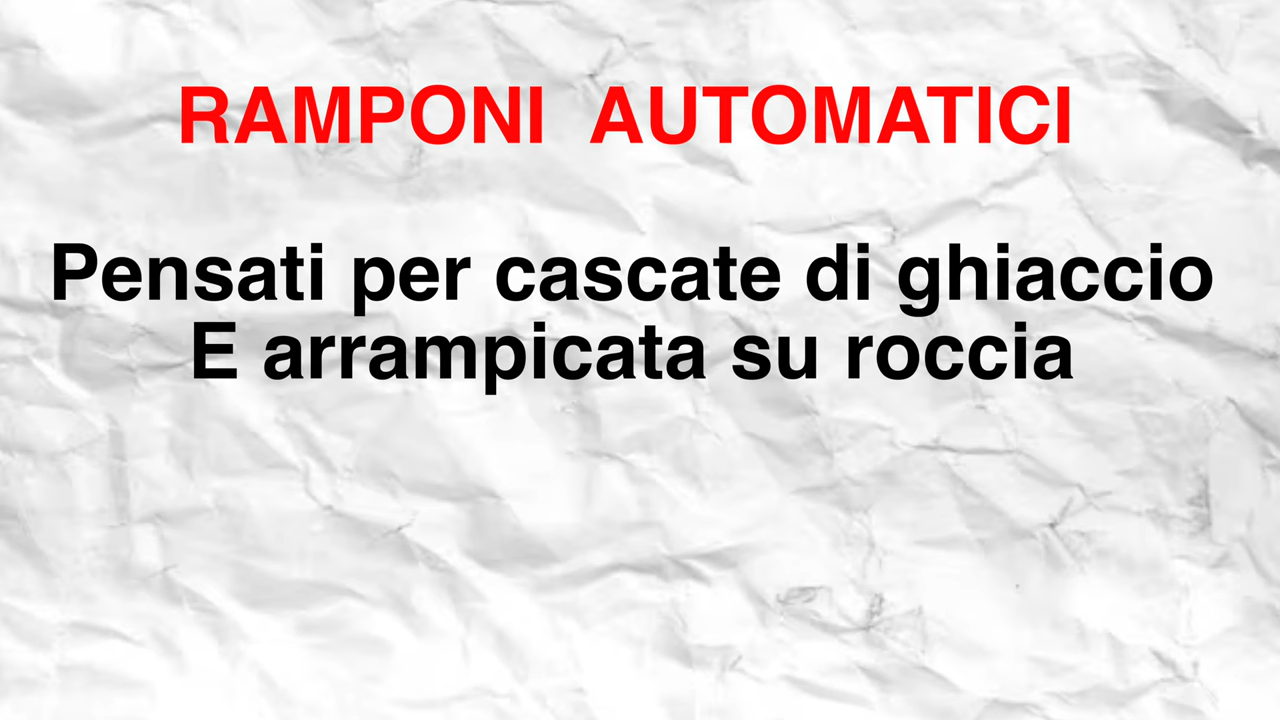 RAMPONI AUTOMATICI
Pensati per cascate di ghiaccio
E arrampicata su roccia